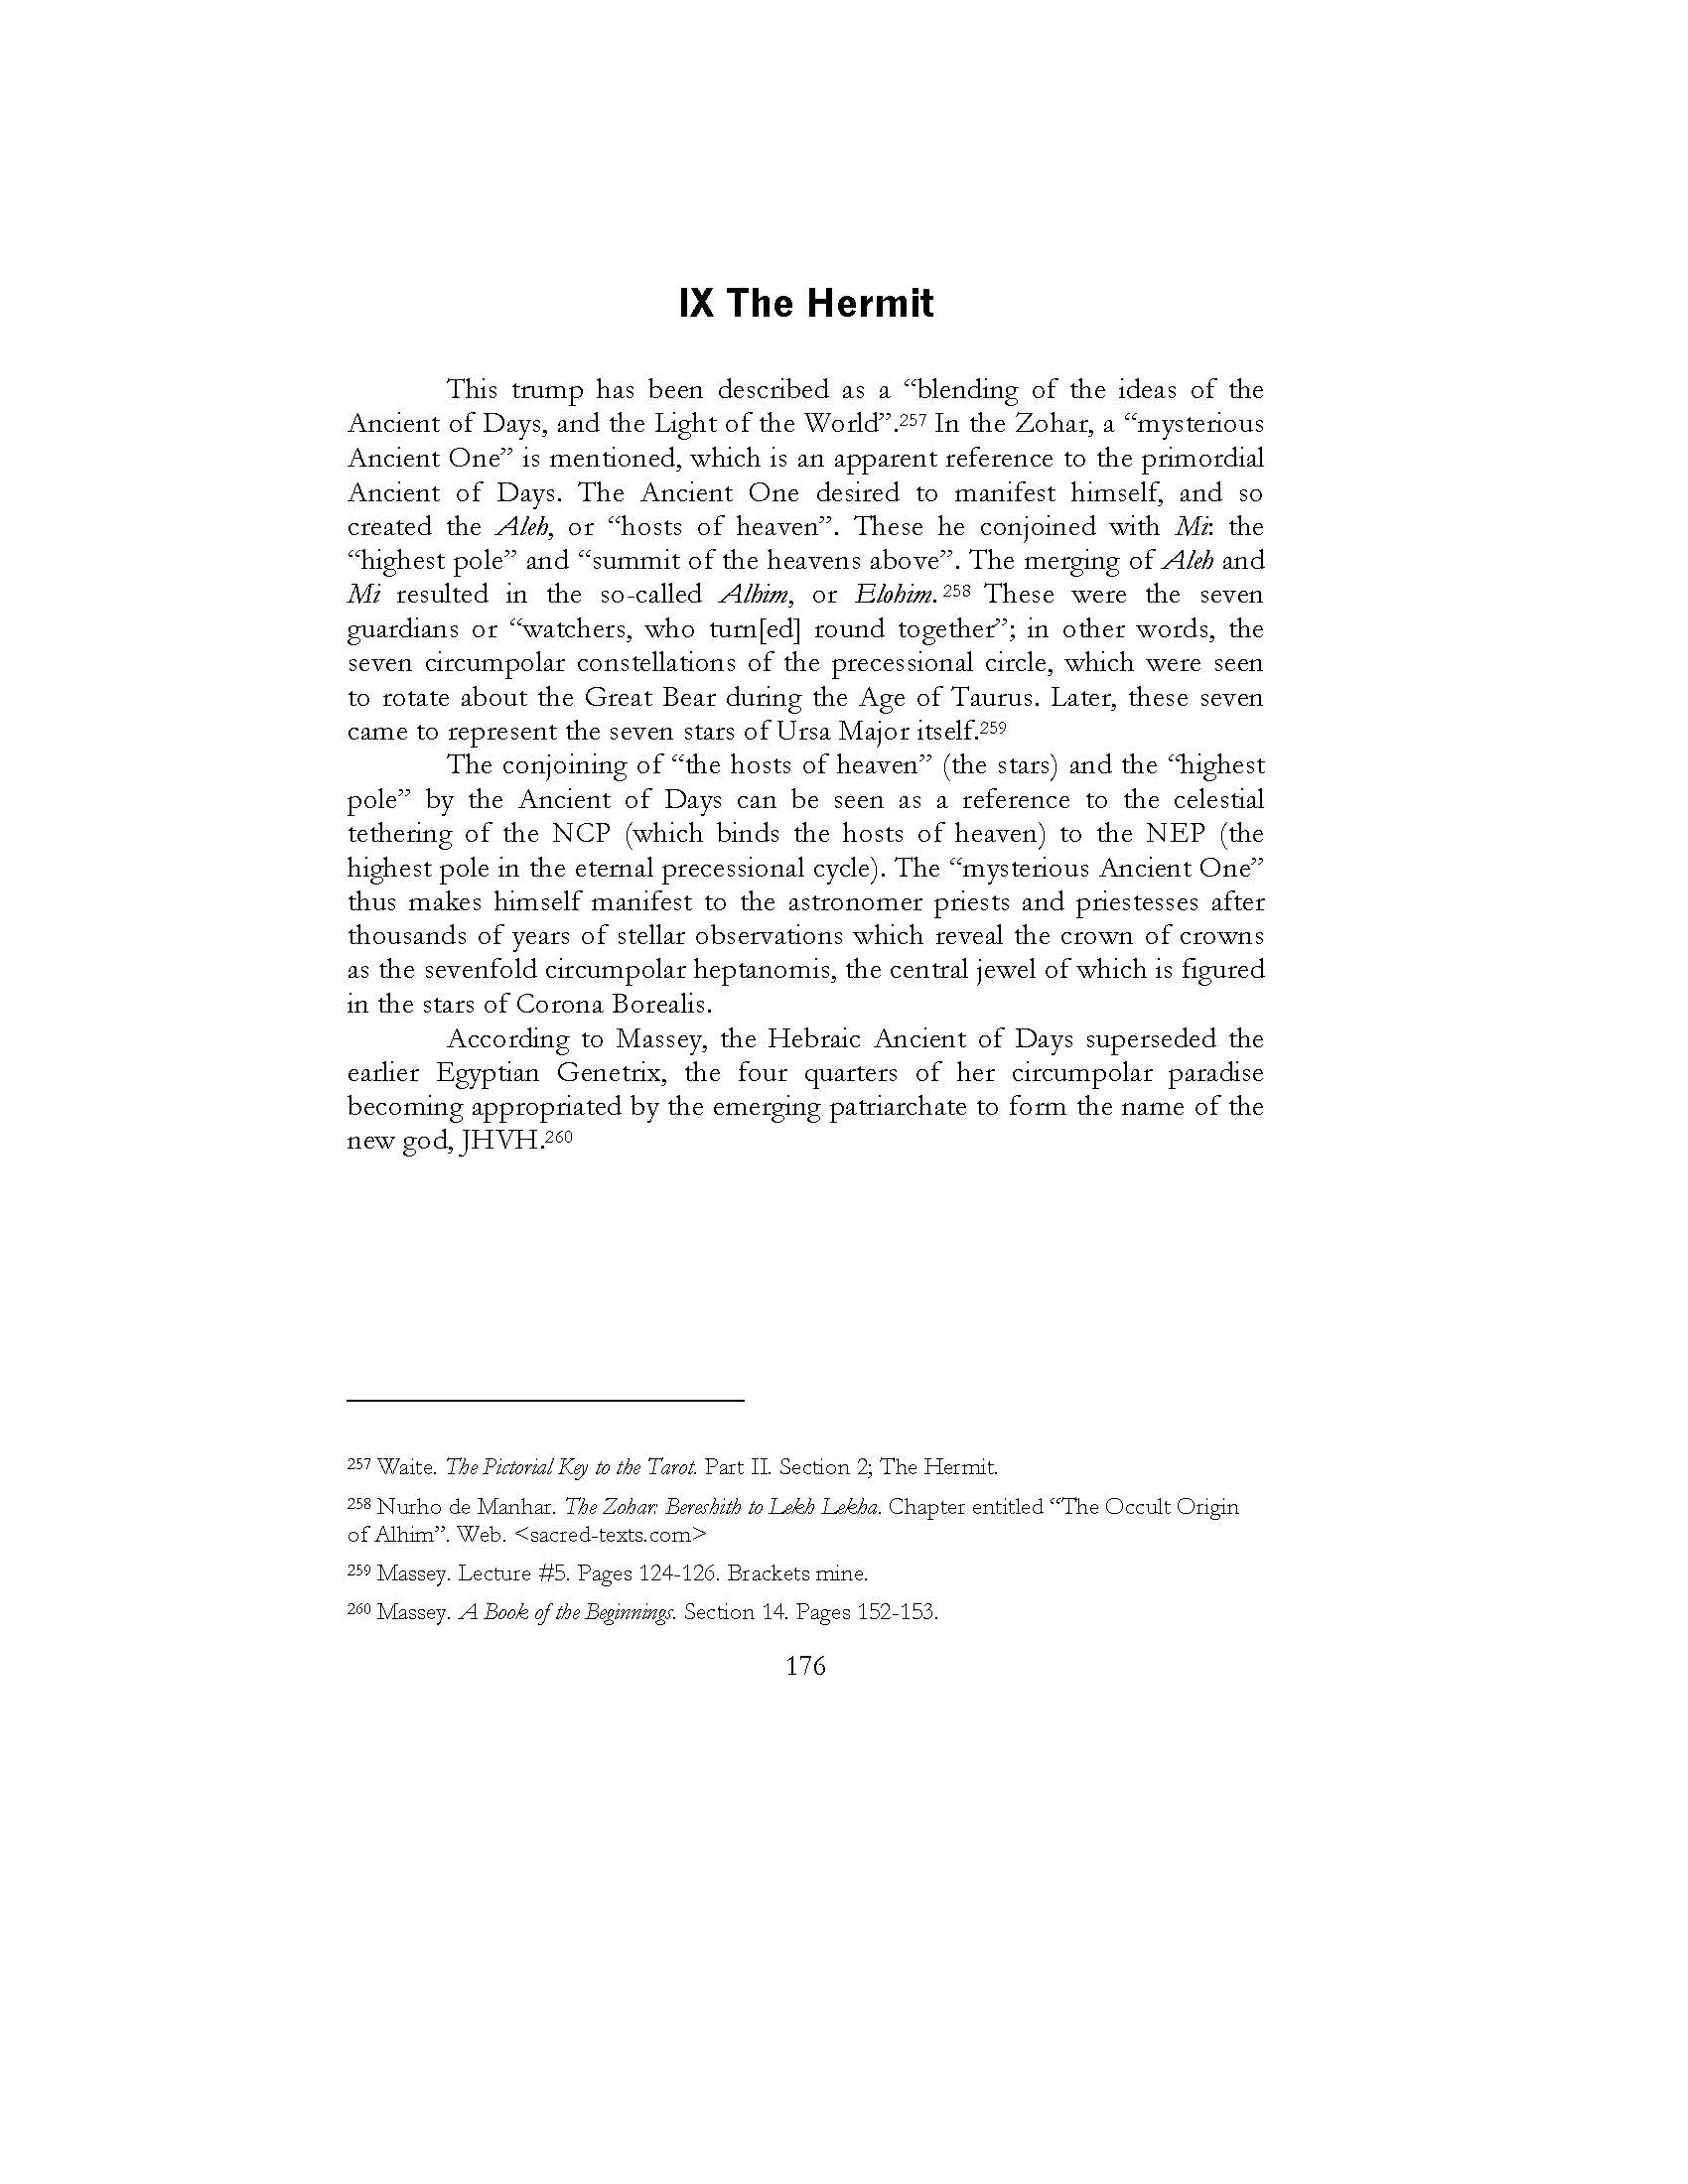 IX The Hermit
This trump has been described as a “blending of the ideas of the
Ancient of Days, and the Light of the World”.257 In the Zohar, a “mysterious
Ancient One” is mentioned, which is an apparent reference to the primordial
Ancient of Days. The Ancient One desired to manifest himself, and so
created the Aleh, or “hosts of heaven”. These he conjoined with Mi: the
“highest pole” and “summit of the heavens above”. The merging of Aleh and
Mi resulted in the so-called Alhim, or Elohim.258 These were the seven
guardians or “watchers, who turn[ed] round together”; in other words, the
seven circumpolar constellations of the precessional circle, which were seen
to rotate about the Great Bear during the Age of Taurus. Later, these seven
came to represent the seven stars of Ursa Major itself.259
The conjoining of “the hosts of heaven” (the stars) and the “highest
pole” by the Ancient of Days can be seen as a reference to the celestial
tethering of the NCP (which binds the hosts of heaven) to the NEP (the
highest pole in the eternal precessional cycle). The “mysterious Ancient One”
thus makes himself manifest to the astronomer priests and priestesses after
thousands of years of stellar observations which reveal the crown of crowns
as the sevenfold circumpolar heptanomis, the central jewel of which is figured
in the stars of Corona Borealis.
According to Massey, the Hebraic Ancient of Days superseded the
earlier Egyptian Genetrix, the four quarters of her circumpolar paradise
becoming appropriated by the emerging patriarchate to form the name of the
new god, JHVH.260
257 Waite. The Pictorial Key to the Tarot. Part II. Section 2; The Hermit.
258 Nurho de Manhar. The Zohar: Bereshith to Lekh Lekha. Chapter entitled “The Occult Origin
of Alhim”. Web. <sacred-texts.com>
259 Massey. Lecture #5. Pages 124-126. Brackets mine.
260 Massey. A Book of the Beginnings. Section 14. Pages 152-153.
176